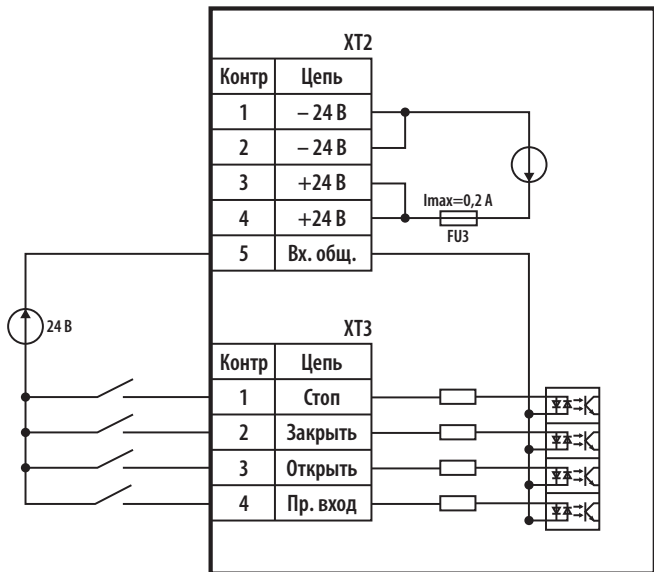 XT2
Контр Цепь
1 – 24 В
2 – 24 В
3 +24 В
4 +24 В
5 Вх. общ.
Imax=0,2 А
FU3
24 В
XT3
Контр Цепь
1 Стоп
2 Закрыть
3 Открыть
4 Пр. вход